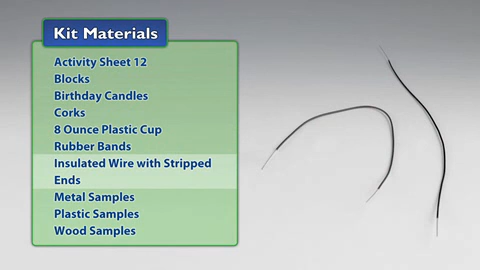 Kit Materials
Activity Sheet 12
Blocks
Birthday Candles
Corks
8 Ounce Plastic Cup
Rubber Bands
Insulated Wire with Stripped
Ends
Metal Samples
Plastic Samples
Wood Samples